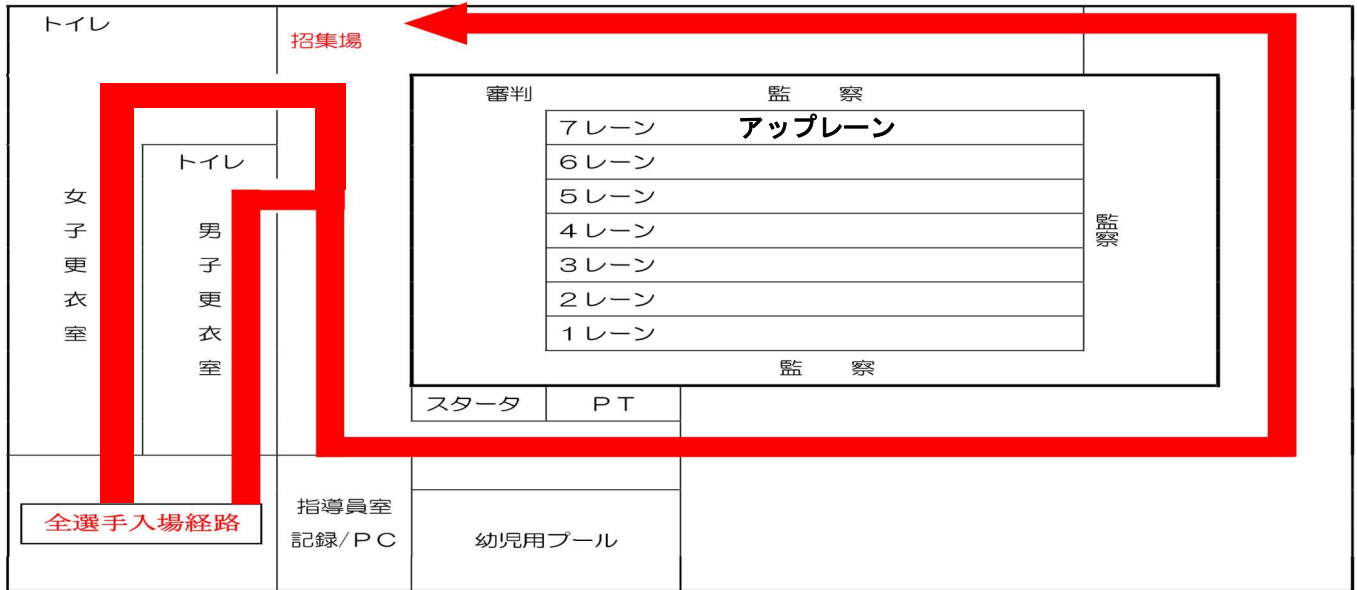 トイレ
招集場
審判
監　察
７レーン
アップレーン
トイレ
６レーン
女子更衣室
男子更衣室
５レーン
４レーン
監察
３レーン
２レーン
１レーン
監　察
スタータ
ＰＴ
全選手入場経路
指導員室
記録/ＰＣ
幼児用プール